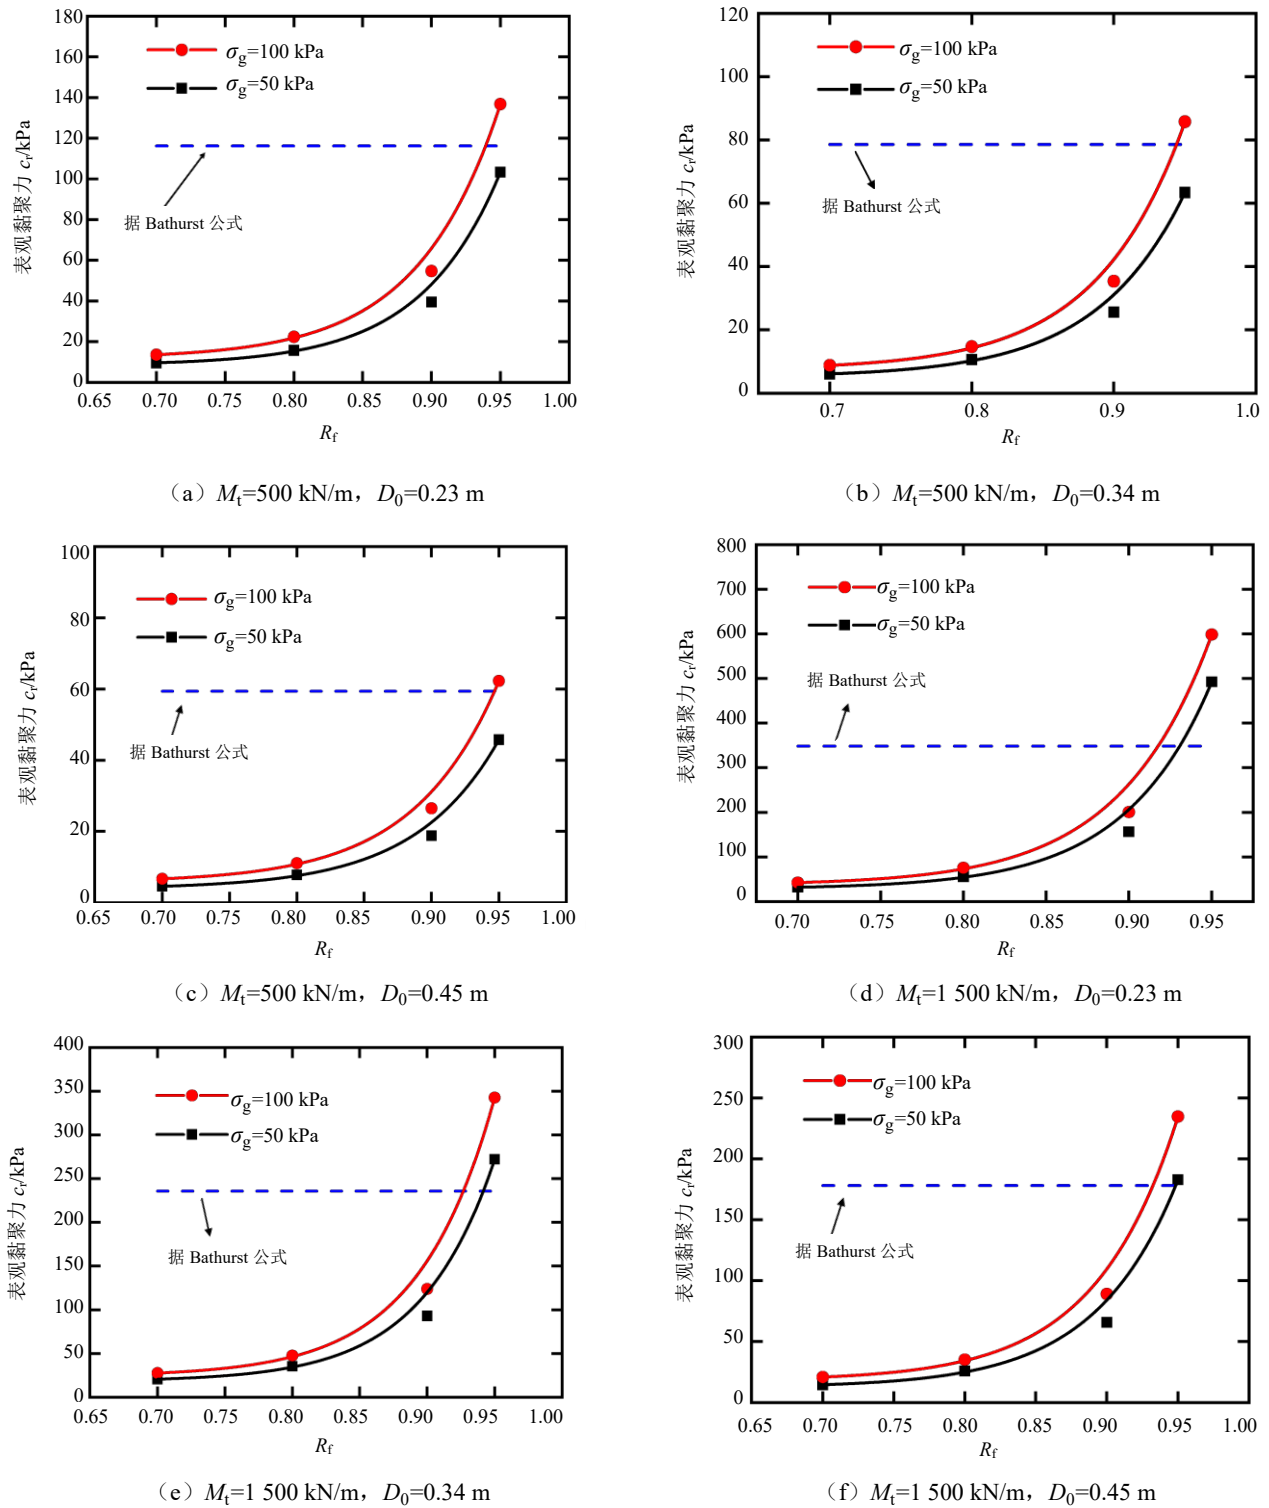 180
160
140
120
100
80
60
40
20
0
0.65 0.70 0.75 0.80 0.85 0.90 0.95 1.00
表观黏聚力 cr/kPa
Rf
σg=100 kPa
σg=50 kPa
据 Bathurst 公式
（a）Mt=500 kN/m，D0=0.23 m
120
100
80
60
40
20
0
0.7 0.8 0.9 1.0
表观黏聚力 cr/kPa
Rf
σg=100 kPa
σg=50 kPa
据 Bathurst 公式
（b）Mt=500 kN/m，D0=0.34 m
100
80
60
40
20
0
0.65 0.70 0.75 0.80 0.85 0.90 0.95 1.00
表观黏聚力 cr/kPa
Rf
σg=100 kPa
σg=50 kPa
据 Bathurst 公式
（c）Mt=500 kN/m，D0=0.45 m
800
700
600
500
400
300
200
100
0
0.70 0.75 0.80 0.85 0.90 0.95
表观黏聚力 cr/kPa
Rf
σg=100 kPa
σg=50 kPa
据 Bathurst 公式
（d）Mt=1 500 kN/m，D0=0.23 m
400
350
300
250
200
150
100
50
0
0.65 0.70 0.75 0.80 0.85 0.90 0.95 1.00
表观黏聚力 cr/kPa
Rf
σg=100 kPa
σg=50 kPa
据 Bathurst 公式
（e）Mt=1 500 kN/m，D0=0.34 m
300
250
200
150
100
50
0
0.65 0.70 0.75 0.80 0.85 0.90 0.95 1.00
表观黏聚力 cr/kPa
Rf
σg=100 kPa
σg=50 kPa
据 Bathurst 公式
（f）Mt=1 500 kN/m，D0=0.45 m